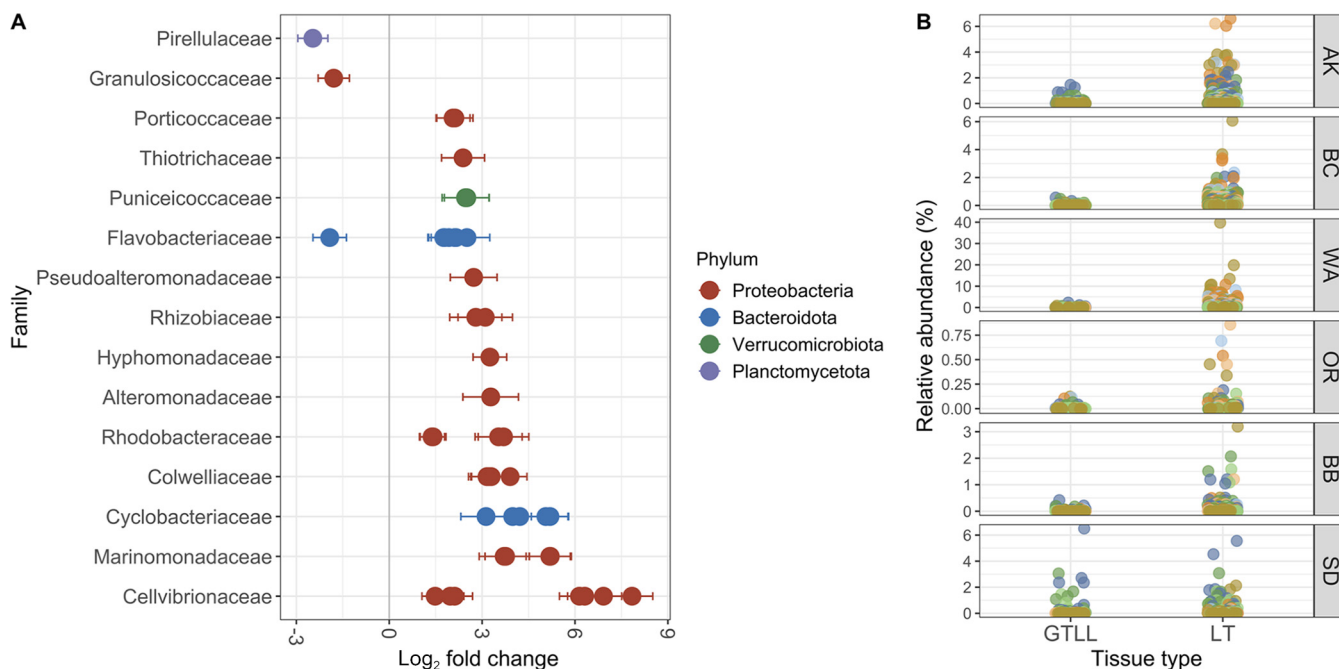 A
Family
Pirellulaceae
Granulosicoccaceae
Porticoccaceae
Thiotrichaceae
Puniceicoccaceae
Flavobacteriaceae
Pseudoalteromonadaceae
Rhizobiaceae
Hyphomonadaceae
Alteromonadaceae
Rhodobacteraceae
Colwelliaceae
Cyclobacteriaceae
Marinomonadaceae
Cellvibrionaceae
-3 0 3 6 9
Log2 fold change
Phylum
Proteobacteria
Bacteroidota
Verrucomicrobiota
Planctomycetota
B
Relative abundance (%)
6
4
2
0
AK
6
4
2
0
BC
40
30
20
10
0
WA
0.75
0.50
0.25
0.00
OR
3
2
1
0
BB
6
4
2
0
SD
GTLL LT
Tissue type